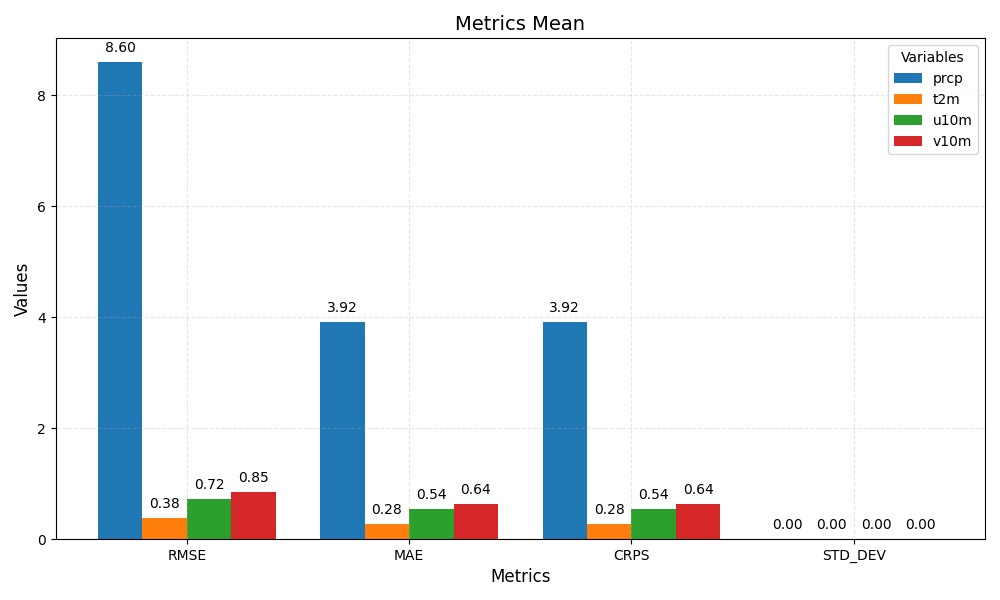 Metrics Mean
Values
8
6
4
2
0
8.60
0.38
0.72
0.85
3.92
0.28
0.54
0.64
3.92
0.28
0.54
0.64
0.00
0.00
0.00
0.00
Variables
prcp
t2m
u10m
v10m
RMSE
MAE
CRPS
STD_DEV
Metrics